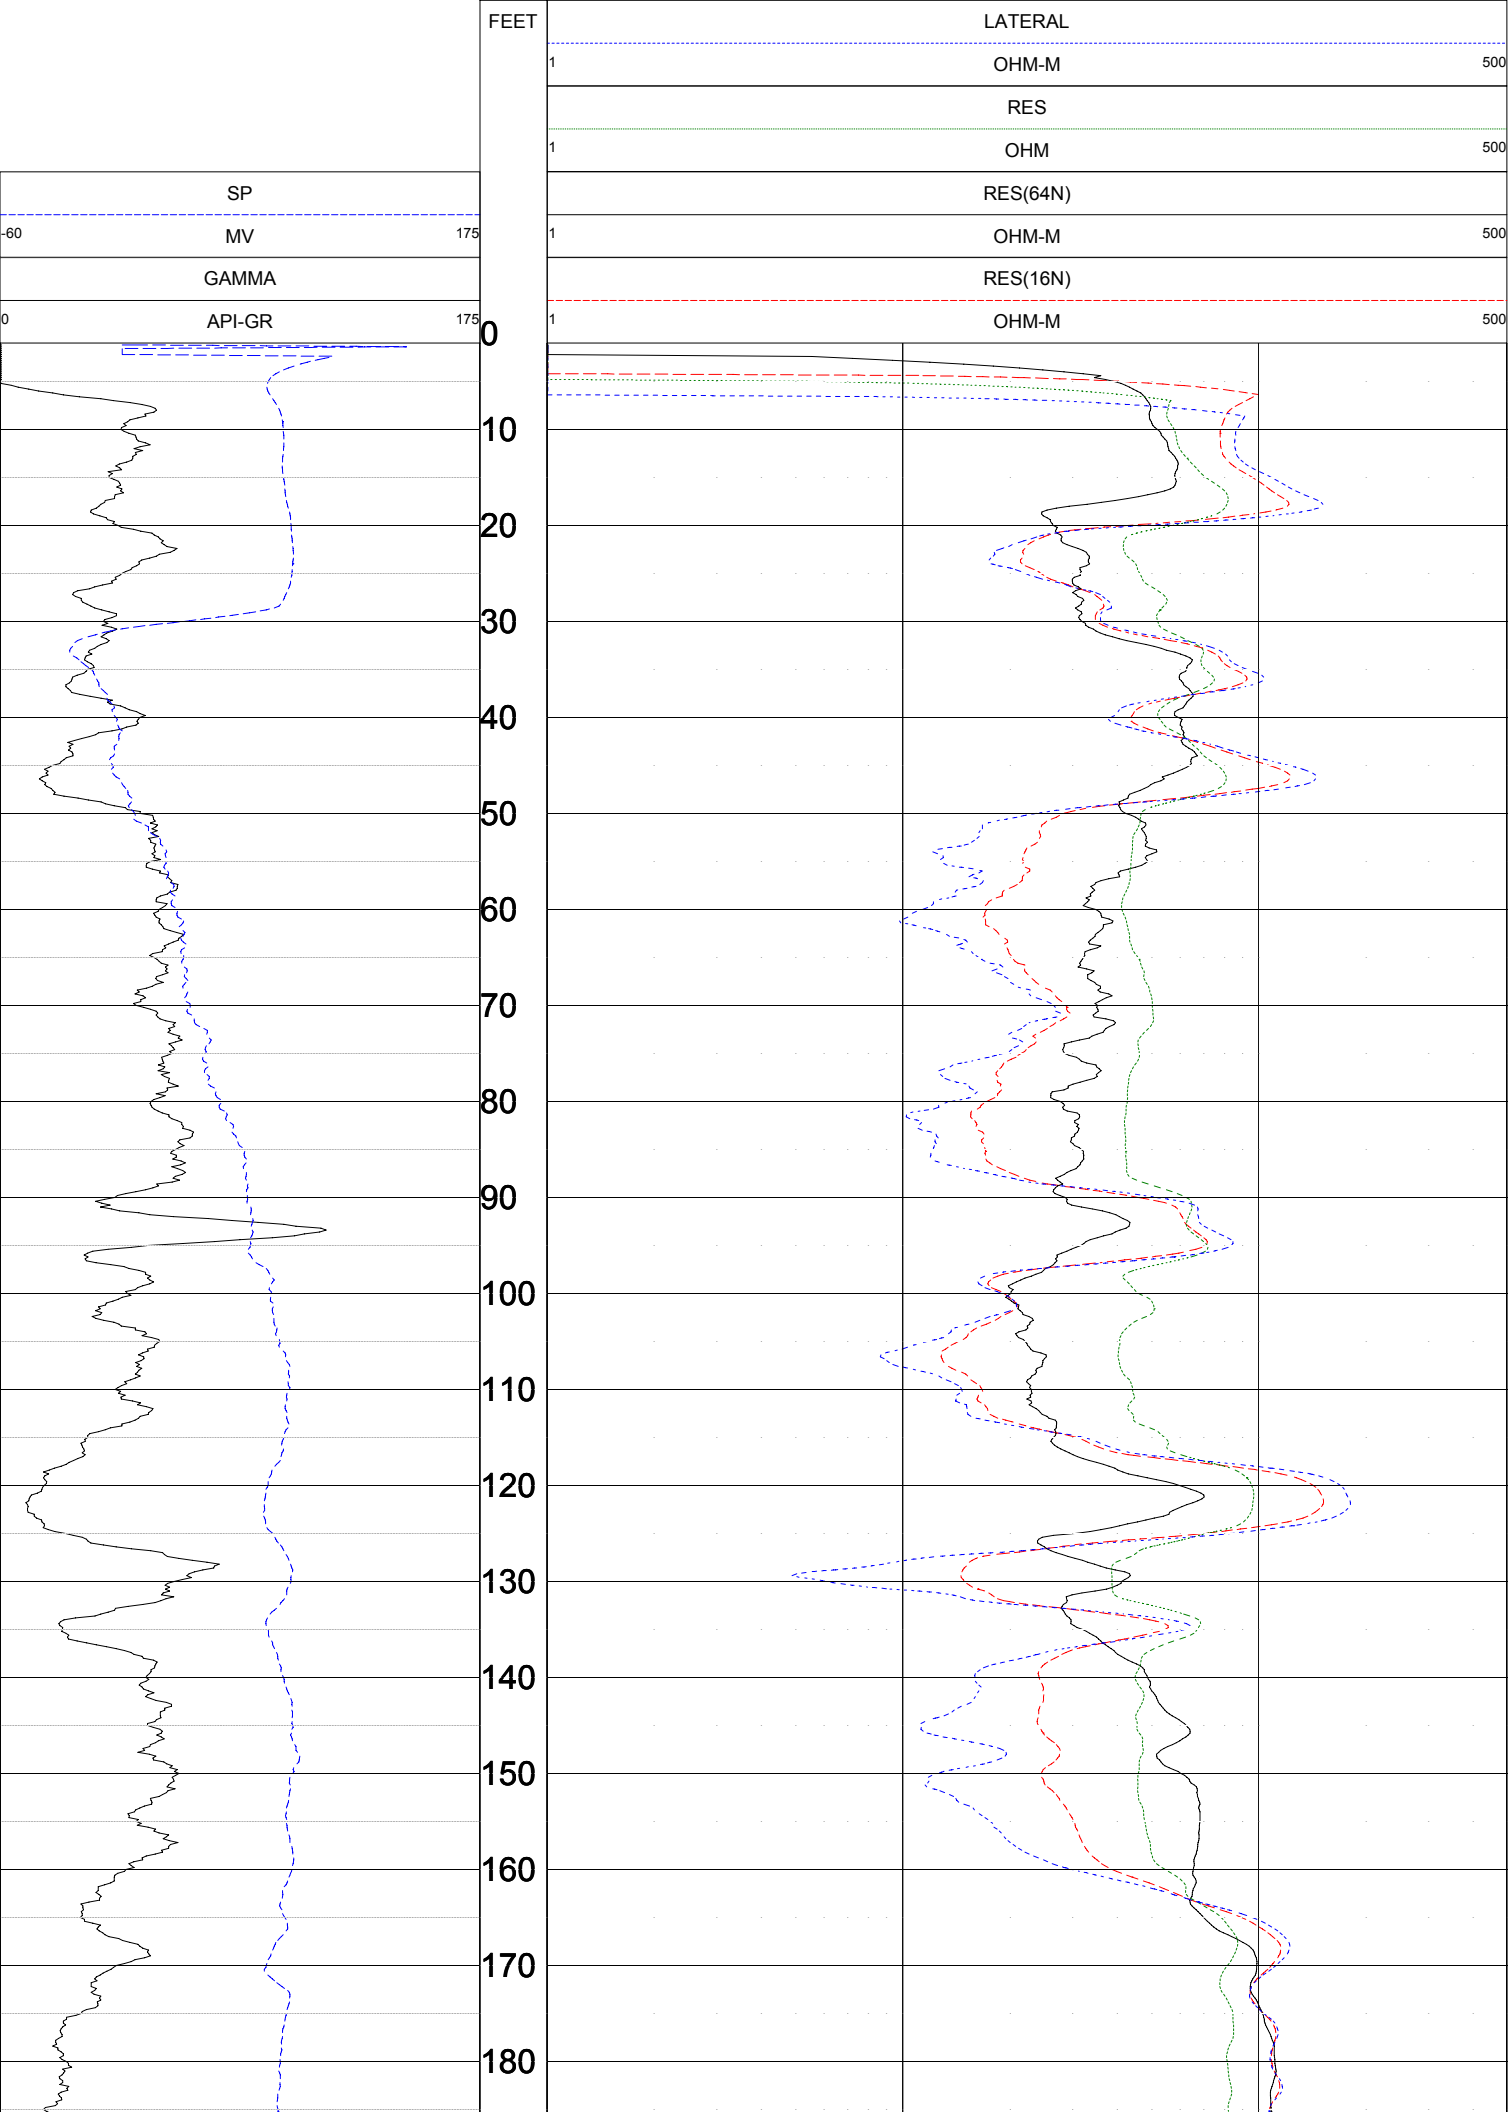 FEET
LATERAL
1 OHM-M 500
RES
1 OHM 500
SP
RES(64N)
-60 MV 175
1 OHM-M 500
GAMMA
RES(16N)
0 API-GR 175
1 OHM-M 500
0
10
20
30
40
50
60
70
80
90
100
110
120
130
140
150
160
170
180